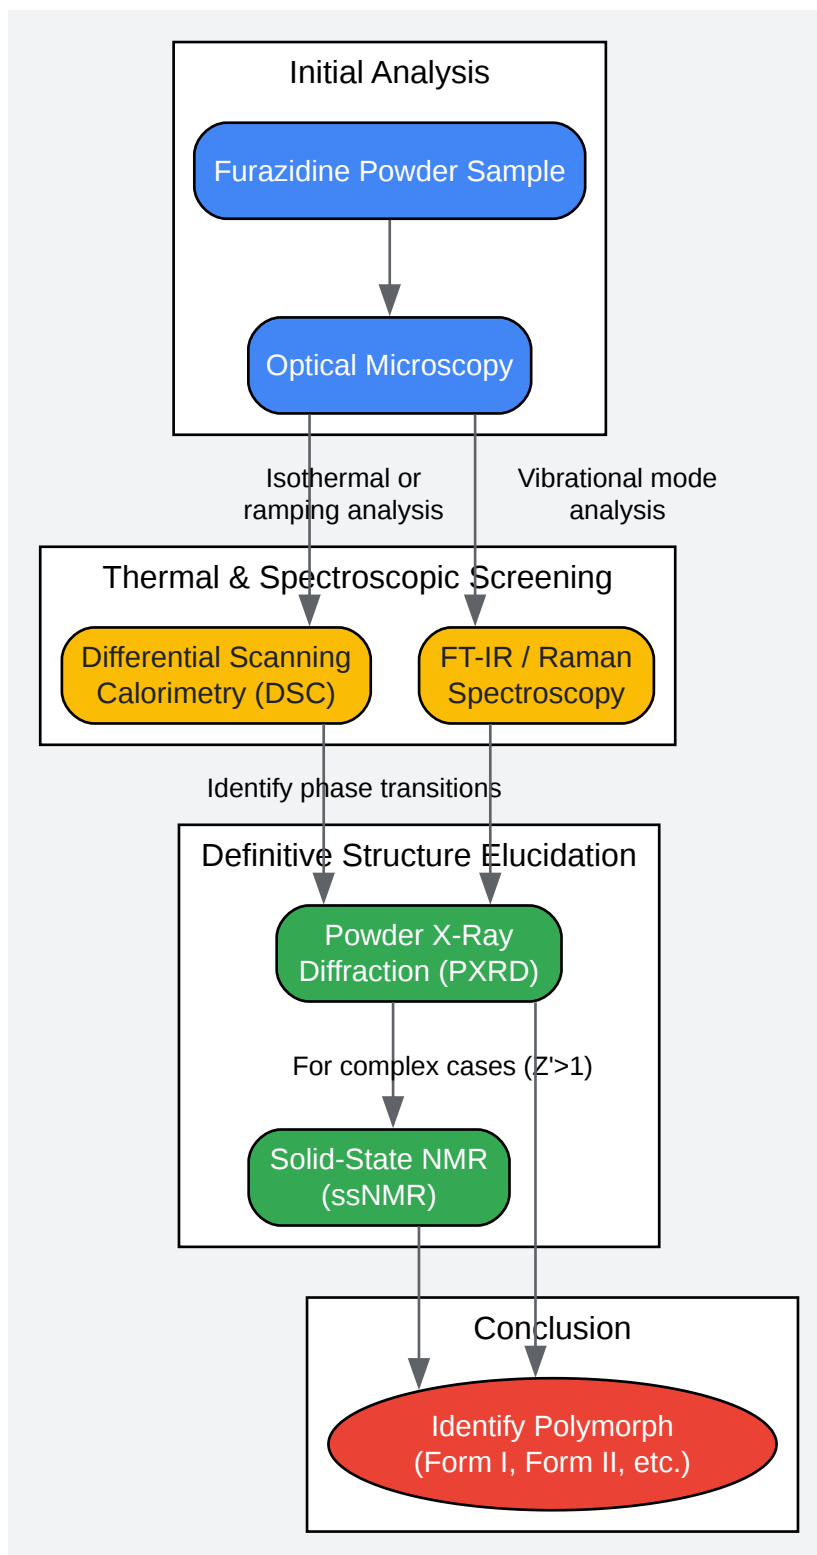 Initial Analysis
Furazidine Powder Sample
Optical Microscopy
Isothermal or
ramping analysis
Vibrational mode
analysis
Thermal & Spectroscopic Screening
Differential Scanning
Calorimetry (DSC)
FT-IR / Raman
Spectroscopy
Identify phase transitions
Definitive Structure Elucidation
Powder X-Ray
Diffraction (PXRD)
For complex cases (Z'>1)
Solid-State NMR
(ssNMR)
Conclusion
Identify Polymorph
(Form I, Form II, etc.)